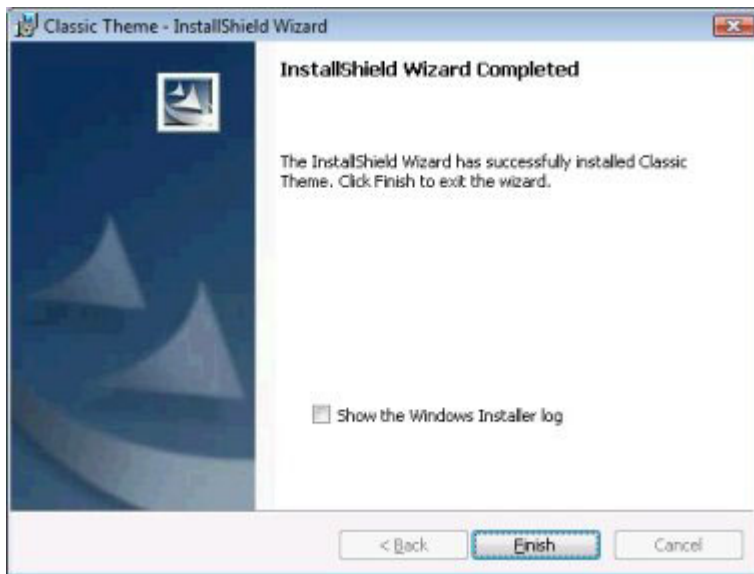 Classic Theme - InstallShield Wizard
InstallShield Wizard Completed
The InstallShield Wizard has successfully installed Classic
Theme. Click Finish to exit the wizard.
Show the Windows Installer log
< Back Finish Cancel